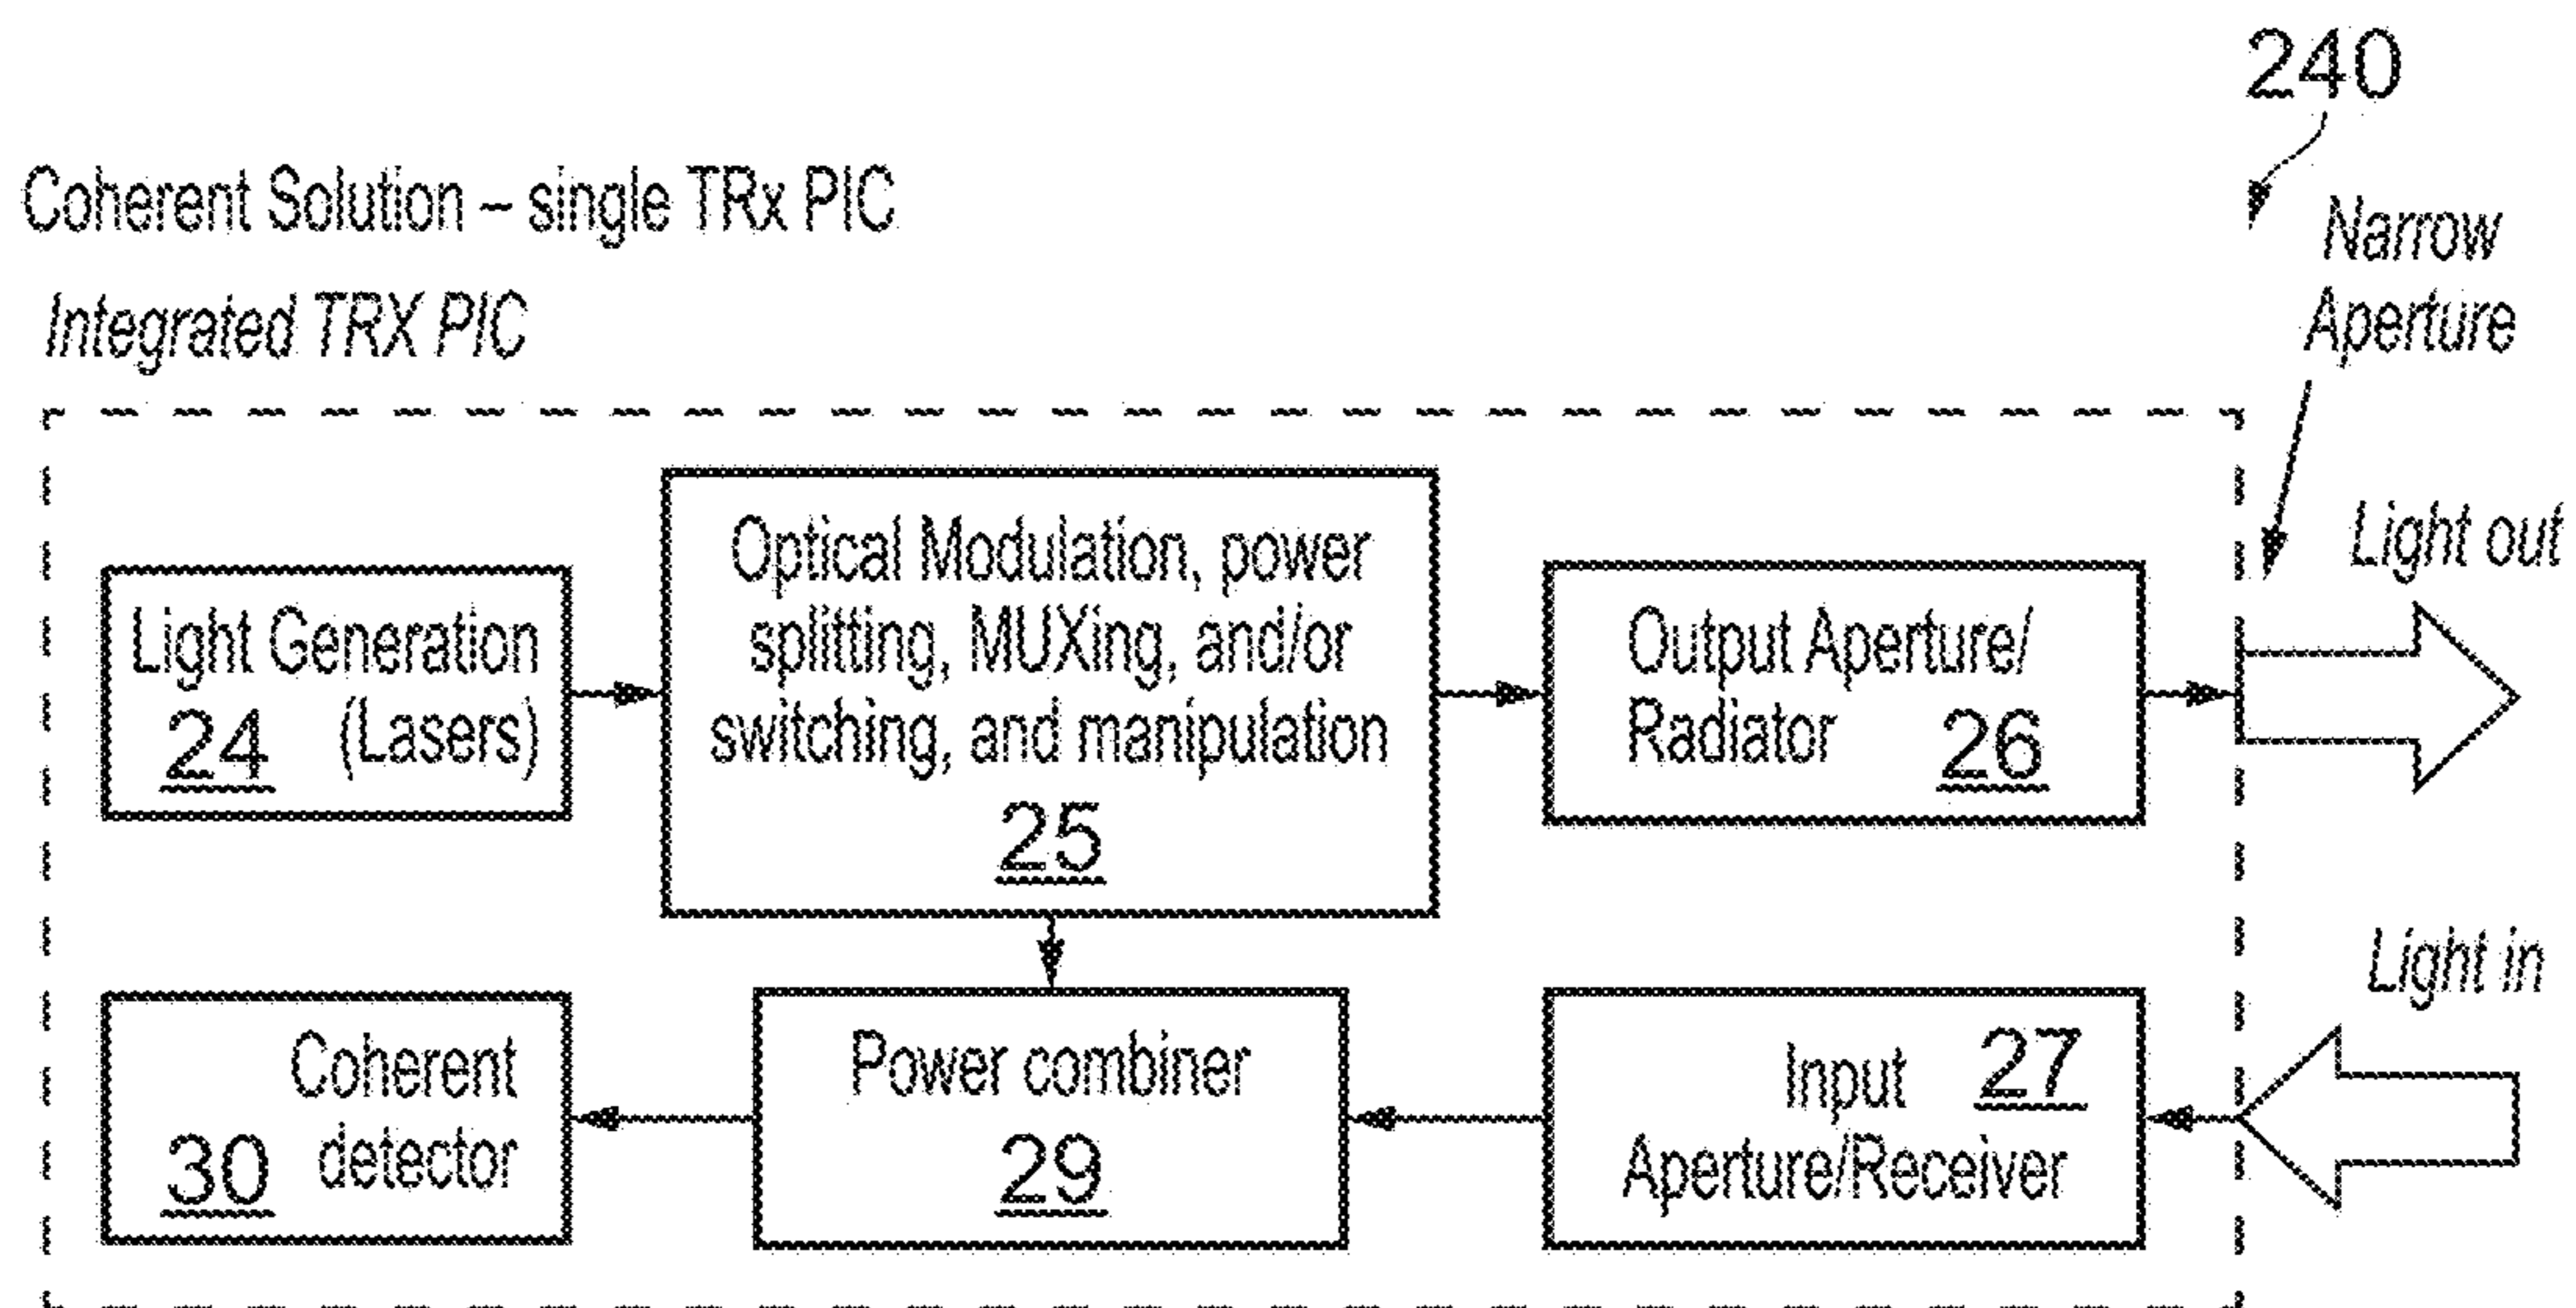 240
Coherent Solution – single TRx PIC
Integrated TRX PIC
Narrow
Aperture
Light Generation
24 (Lasers)
Optical Modulation, power
splitting, MUXing, and/or
switching, and manipulation
25
Output Aperture/
Radiator 26
Light out
Coherent
30 detector
Power combiner
29
Input 27
Aperture/Receiver
Light in